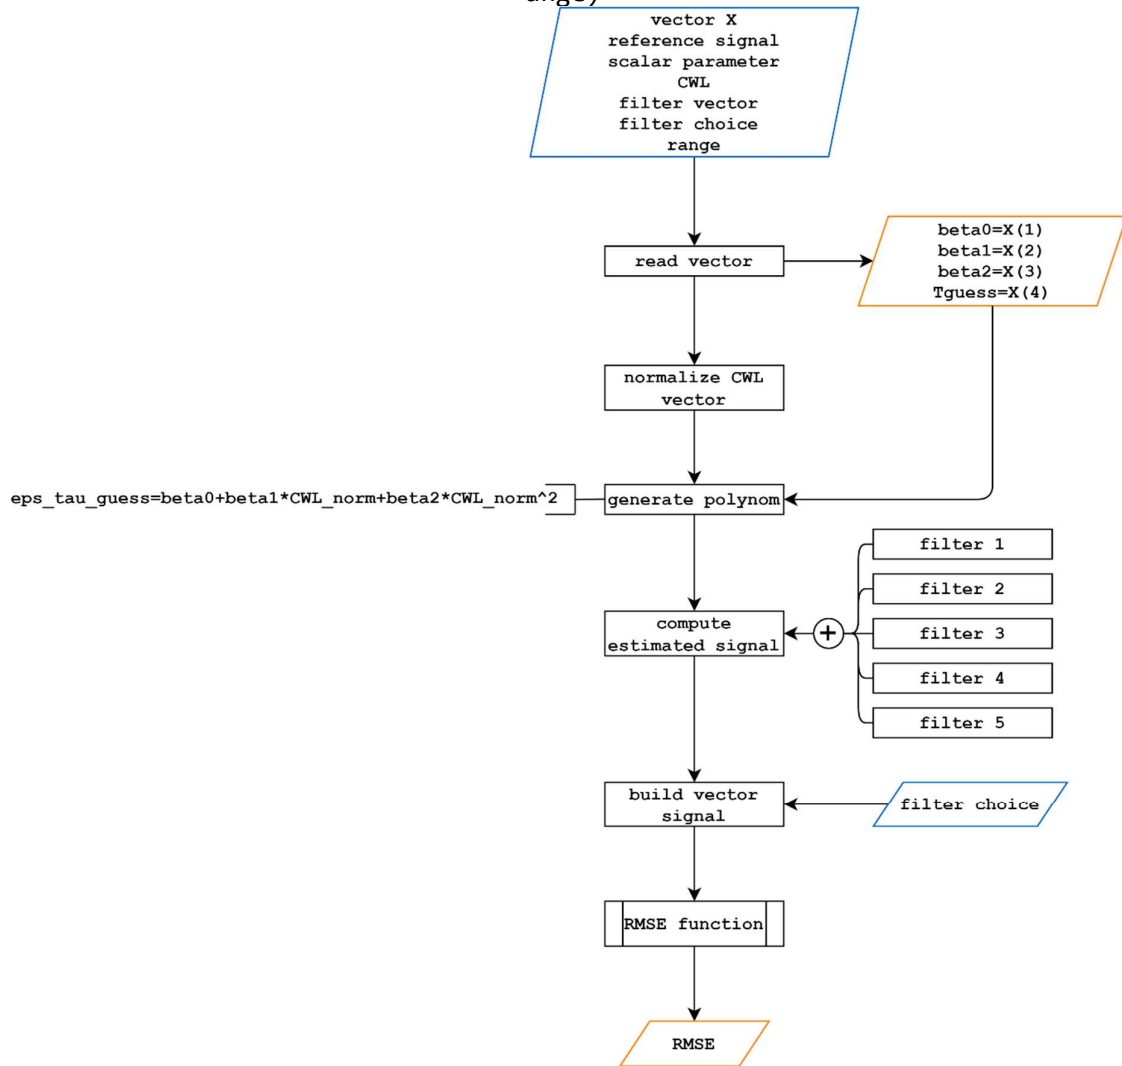 vector X
reference signal
scalar parameter
CWL
filter vector
filter choice
range
read vector
beta0=X(1)
beta1=X(2)
beta2=X(3)
Tguess=X(4)
normalize CWL
vector
eps_tau_guess=beta0+beta1*CWL_norm+beta2*CWL_norm^2
generate polynom
filter 1
filter 2
compute
estimated signal
+
filter 3
filter 4
filter 5
build vector
signal
filter choice
RMSE function
RMSE